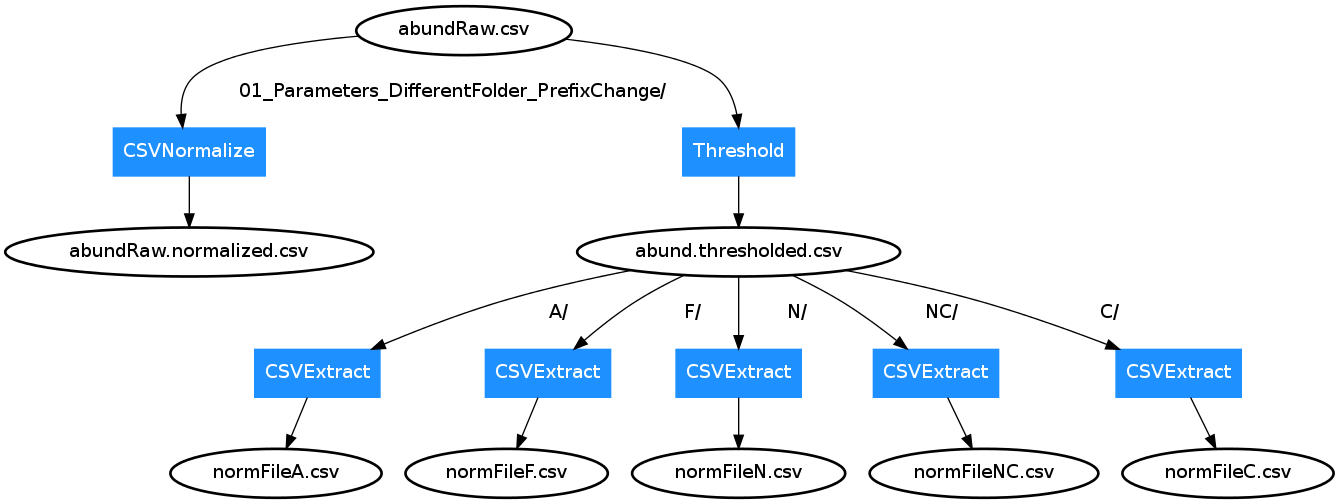 abundRaw.csv
01_Parameters_DifferentFolder_PrefixChange/
CSVNormalize
Threshold
abundRaw.normalized.csv
abund.thresholded.csv
A/
F/
N/
NC/
C/
CSVExtract
CSVExtract
CSVExtract
CSVExtract
CSVExtract
normFileA.csv
normFileF.csv
normFileN.csv
normFileNC.csv
normFileC.csv